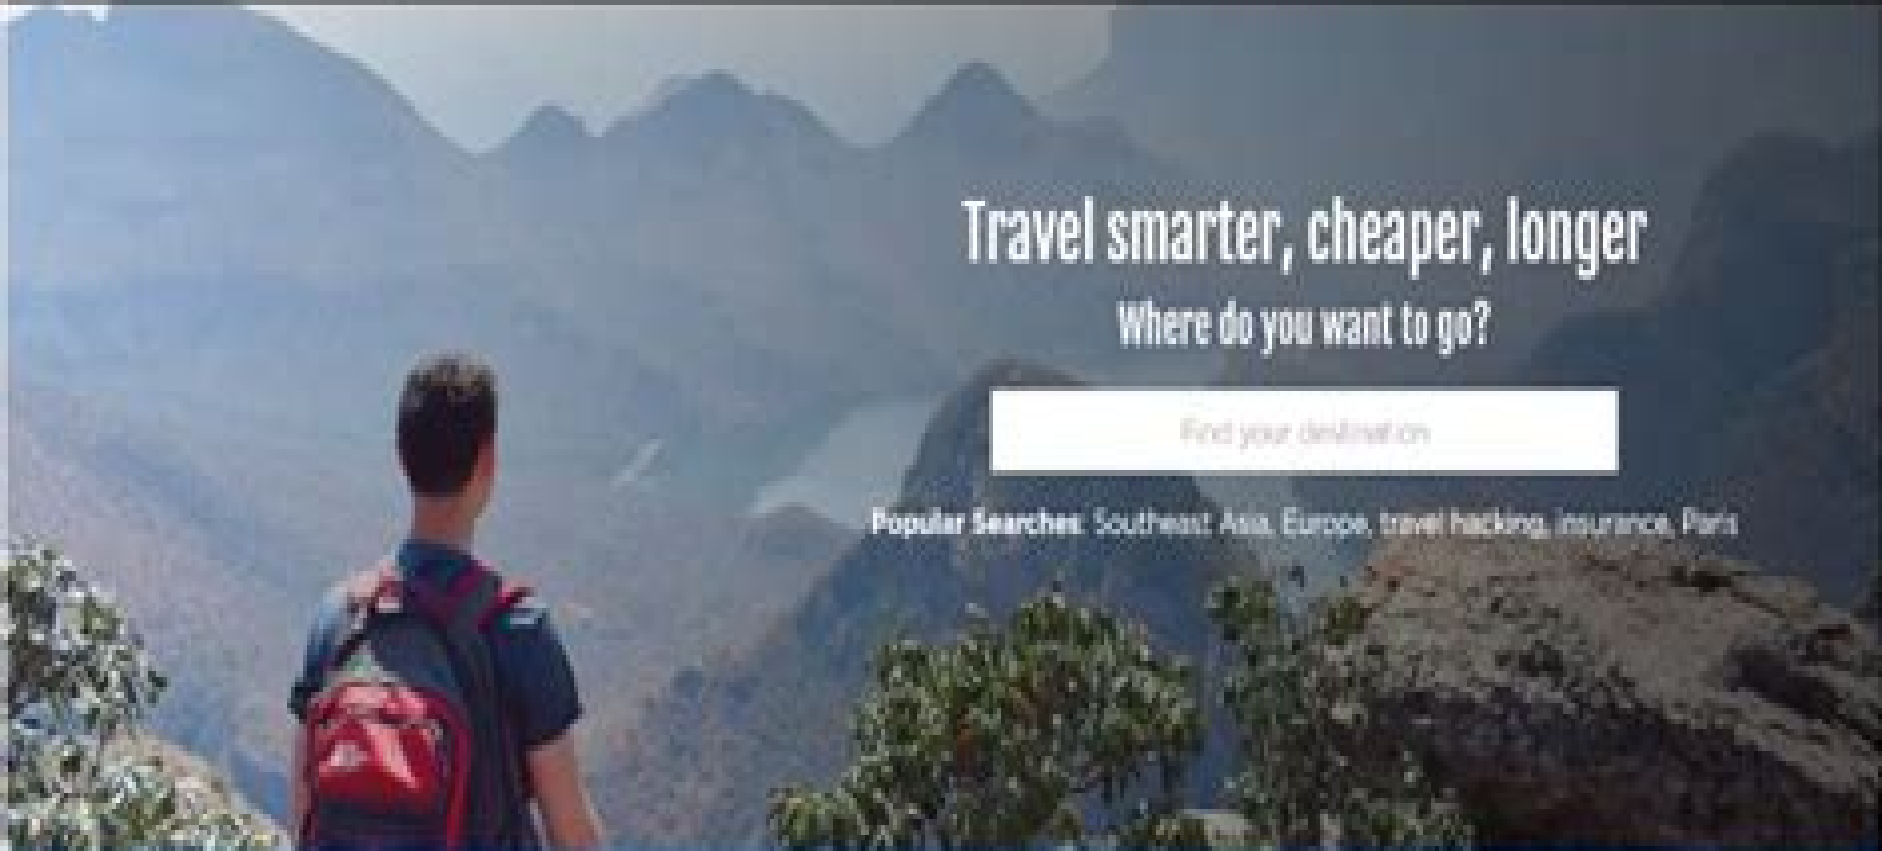 Travel smarter, cheaper, longer
Where do you want to go?
Find your destination
Popular Searches: Southeast Asia, Europe, travel hacking, insurance, Paris